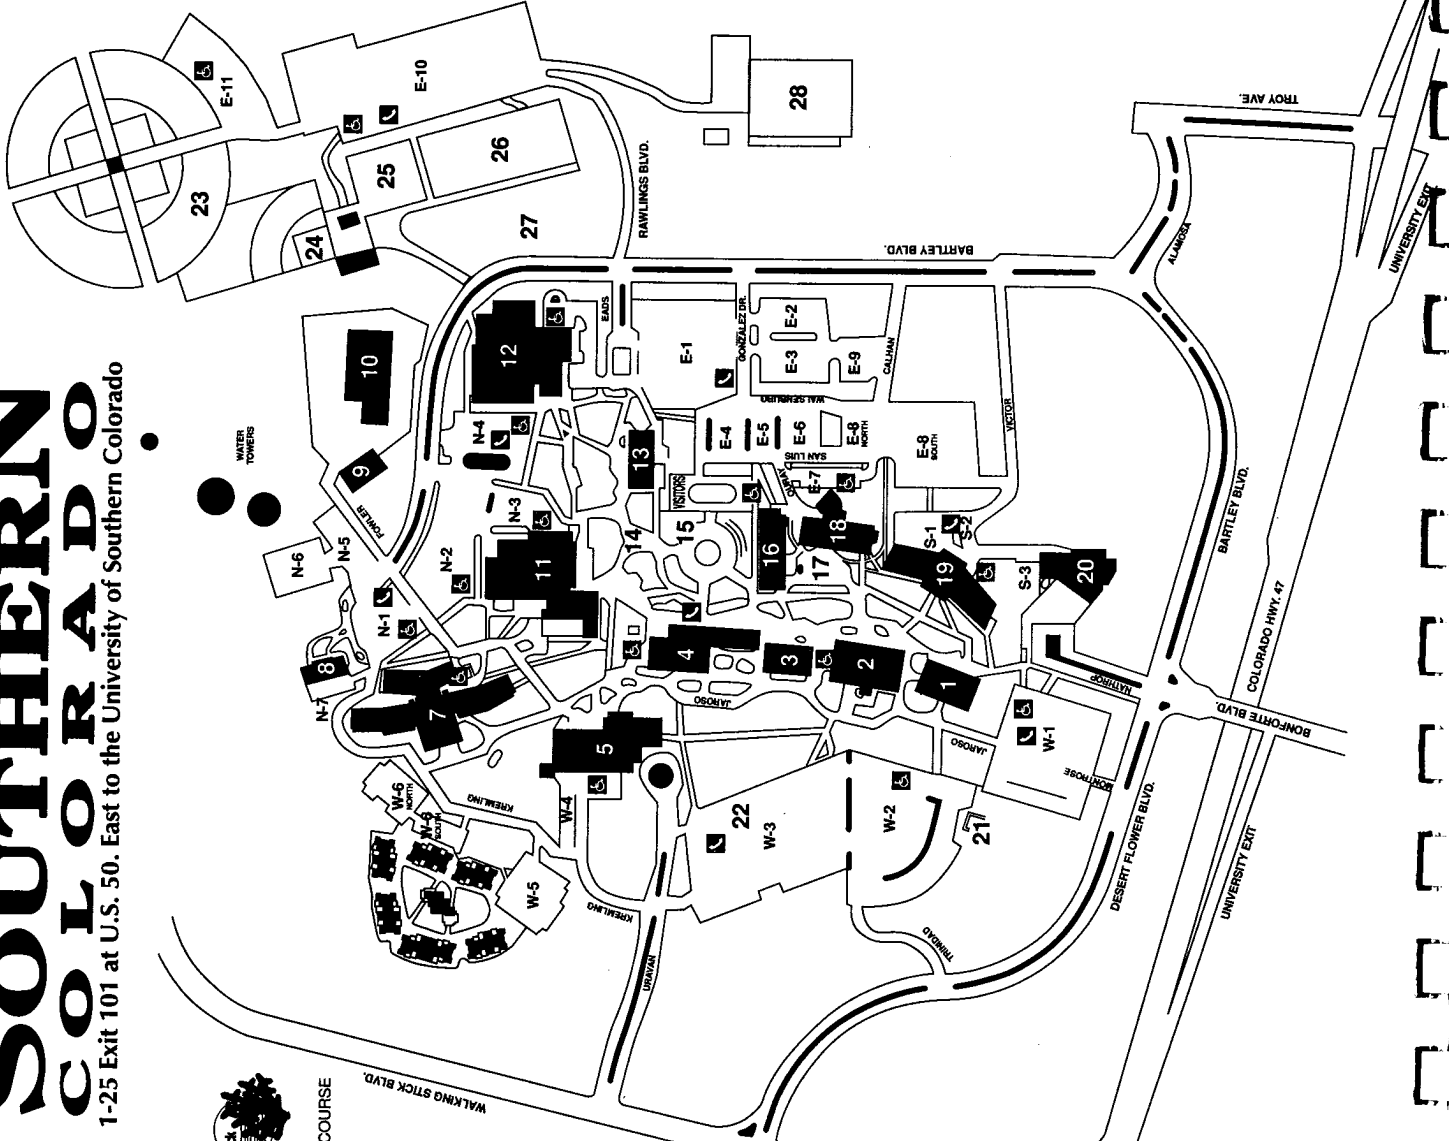 SOUTHERN
COLORADO
1-25 Exit 101 at U.S. 50. East to the University of Southern Colorado
WATER
TOWERS
E-11
E-10
23
24
25
26
27
28
RAWLINGS BLVD.
TROY AVE.
UNIVERSITY EXIT
ALAMOSA
BARTLEY BLVD.
10
9
12
EADS
E-1
GONZALEZ DR.
E-2
E-3
E-9
CALHAN
WALSENBURG
VICTOR
N-4
13
E-4
E-5
E-6
E-8
NORTH
E-8
SOUTH
SAN LUIS
VISITORS
E-7
FOWLER
N-6
N-5
N-3
N-2
11
14
15
16
17
18
S-1
S-2
19
S-3
20
BARTLEY BLVD.
N-1
8
N-7
7
4
3
2
1
JAROSO
NATHROP
COLORADO HWY. 47
BONFORTE BLVD.
5
JAROSO
W-1
MONTROSE
W-6
NORTH
W-6
SOUTH
KREMLING
W-4
22
W-3
W-2
21
DESERT FLOWER BLVD.
UNIVERSITY EXIT
W-5
KREMLING
URAVAN
TRINIDAD
WALKING STICK BLVD.
COURSE